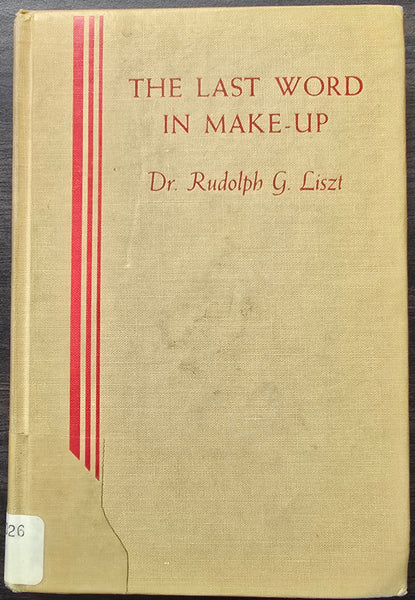 THE LAST WORD
IN MAKE-UP
Dr. Rudolph G. Liszt
26